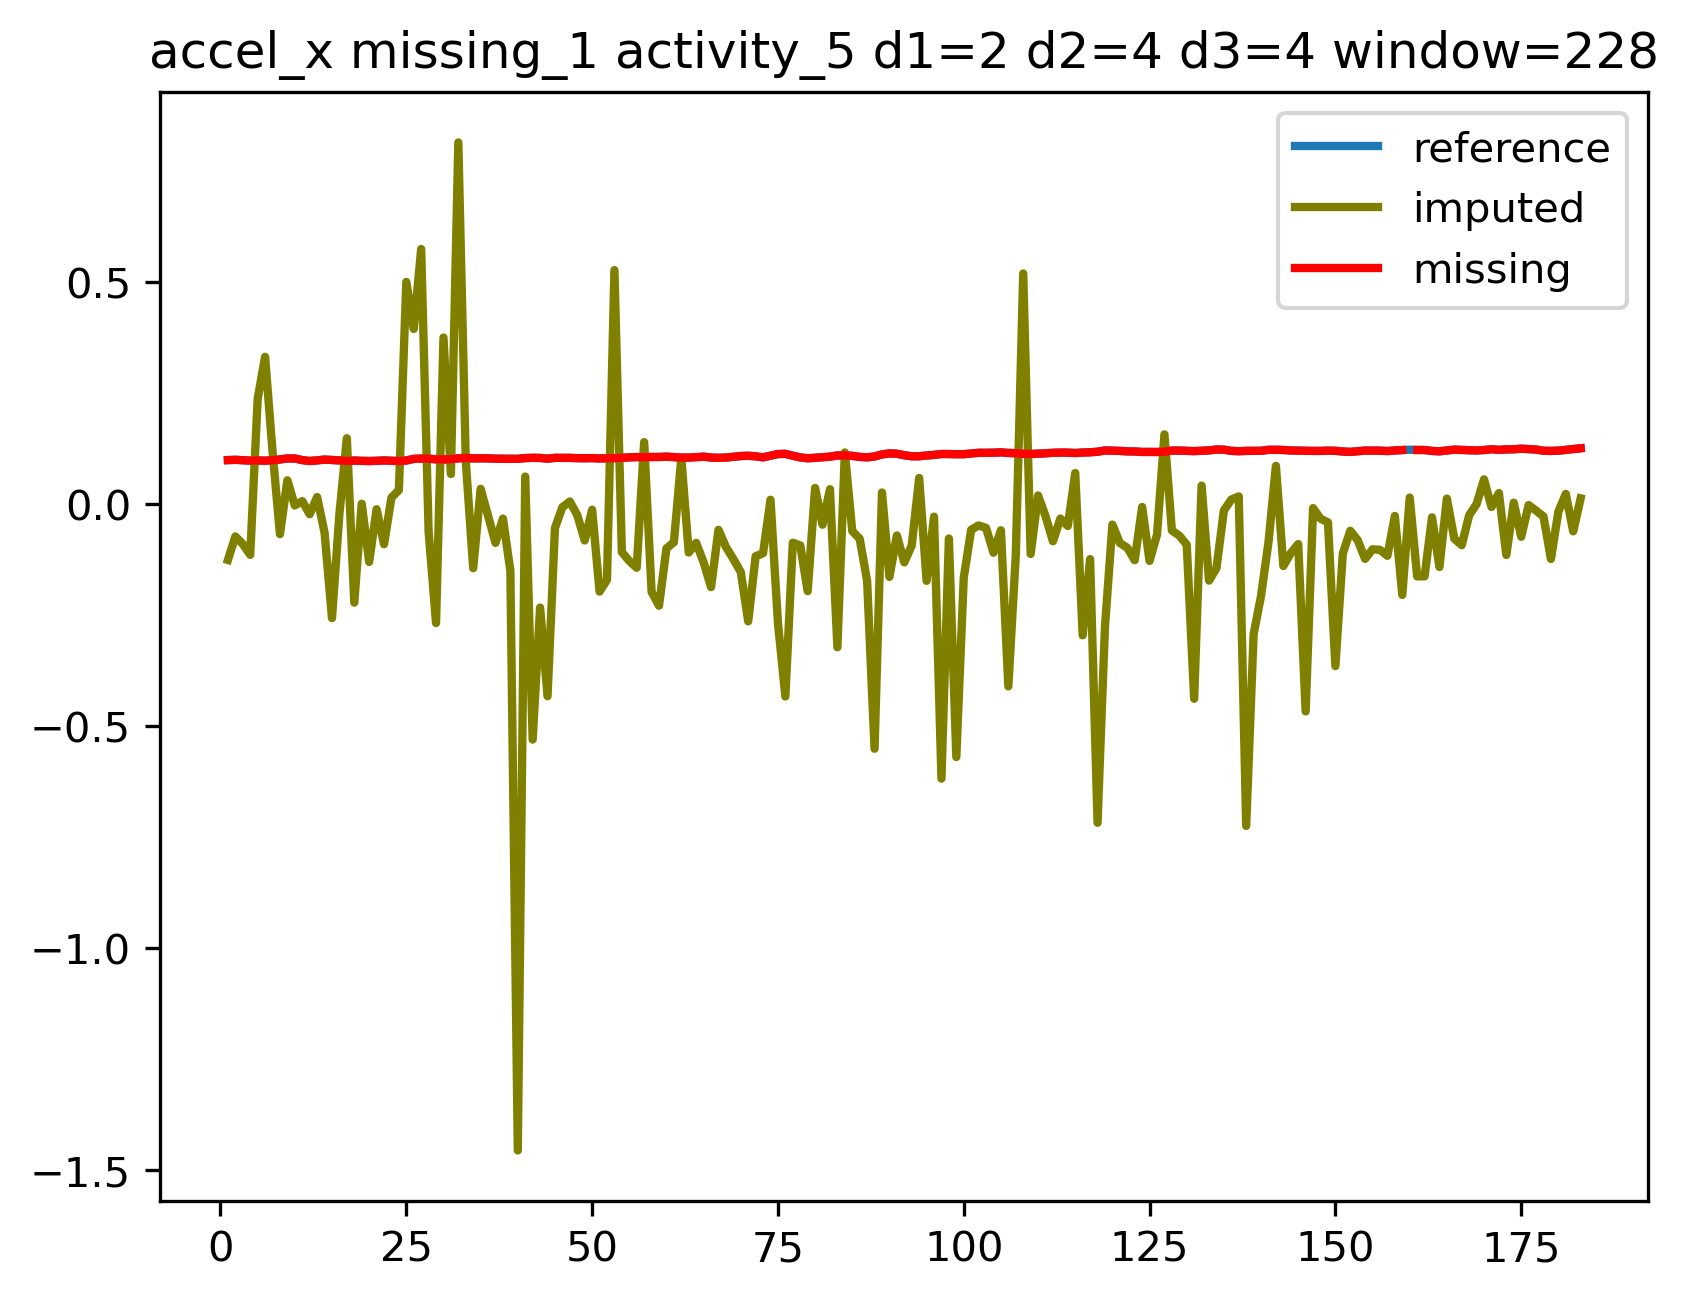 accel_x missing_1 activity_5 d1=2 d2=4 d3=4 window=228
reference
imputed
missing
0.5
0.0
−0.5
−1.0
−1.5
0 25 50 75 100 125 150 175